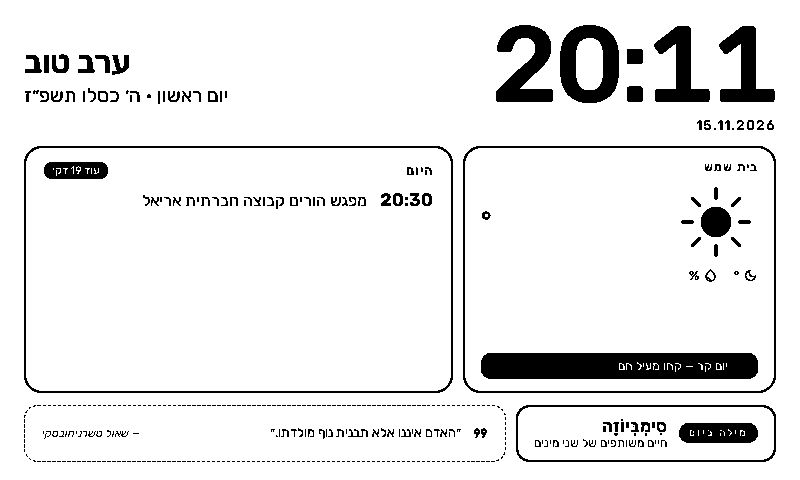 20:11
15.11.2026
ערב טוב
יום ראשון • ה׳ כסלו תשפ״ז
בית שמש
°
° %
יום קר – קחו מעיל חם
היום
עוד 19 דק׳
20:30 מפגש הורים קבוצה חברתית אריאל
מילה ביום
סִימְבְּיוֹזָה
חיים משותפים של שני מינים
״האדם איננו אלא תבנית נוף מולדתו.״
– שאול טשרניחובסקי